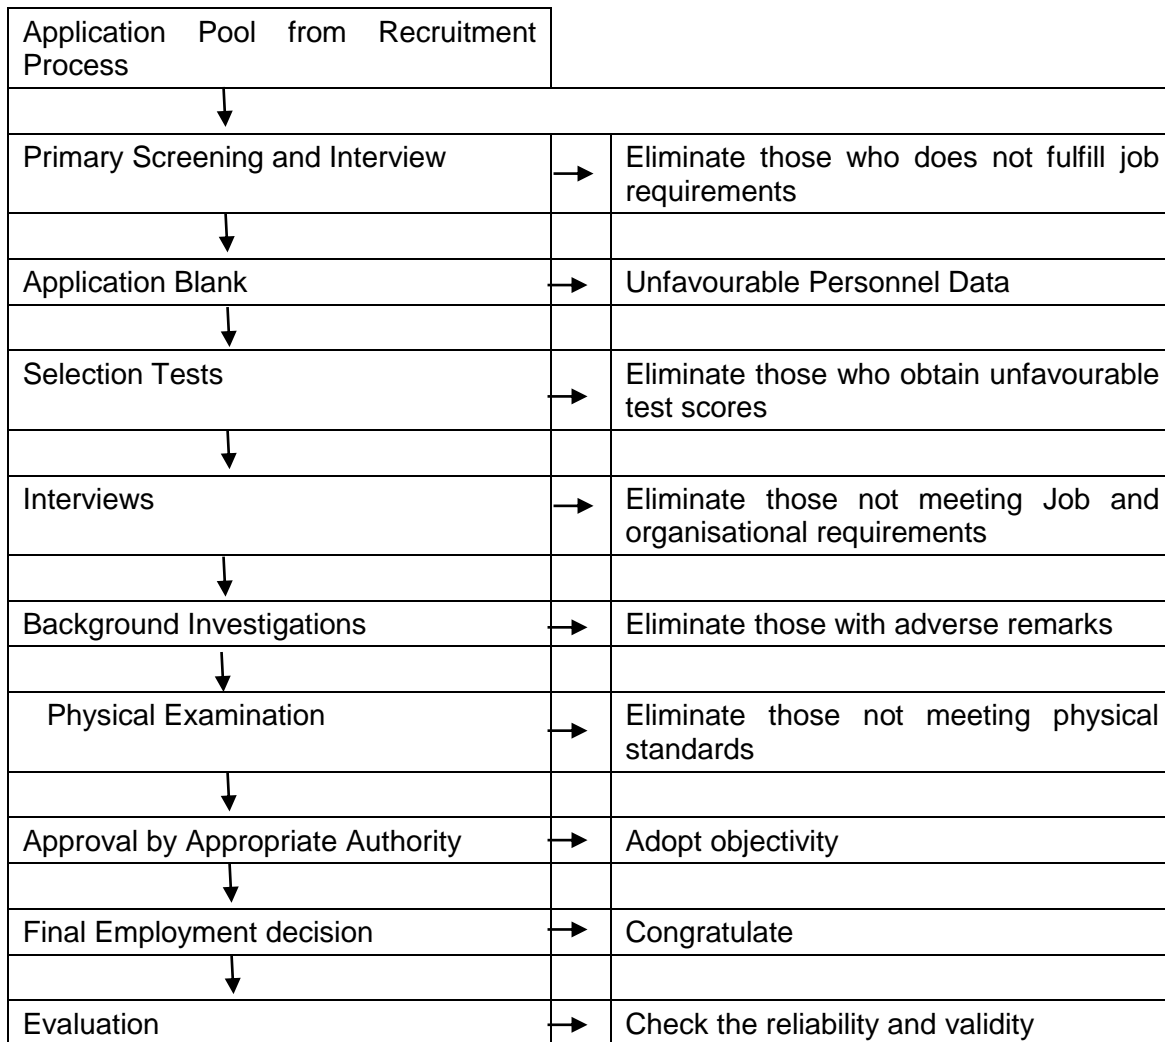 Application Pool from Recruitment
Process
Primary Screening and Interview
Eliminate those who does not fulfill job
requirements
Application Blank
Unfavourable Personnel Data
Selection Tests
Eliminate those who obtain unfavourable
test scores
Interviews
Eliminate those not meeting Job and
organisational requirements
Background Investigations
Eliminate those with adverse remarks
Physical Examination
Eliminate those not meeting physical
standards
Approval by Appropriate Authority
Adopt objectivity
Final Employment decision
Congratulate
Evaluation
Check the reliability and validity